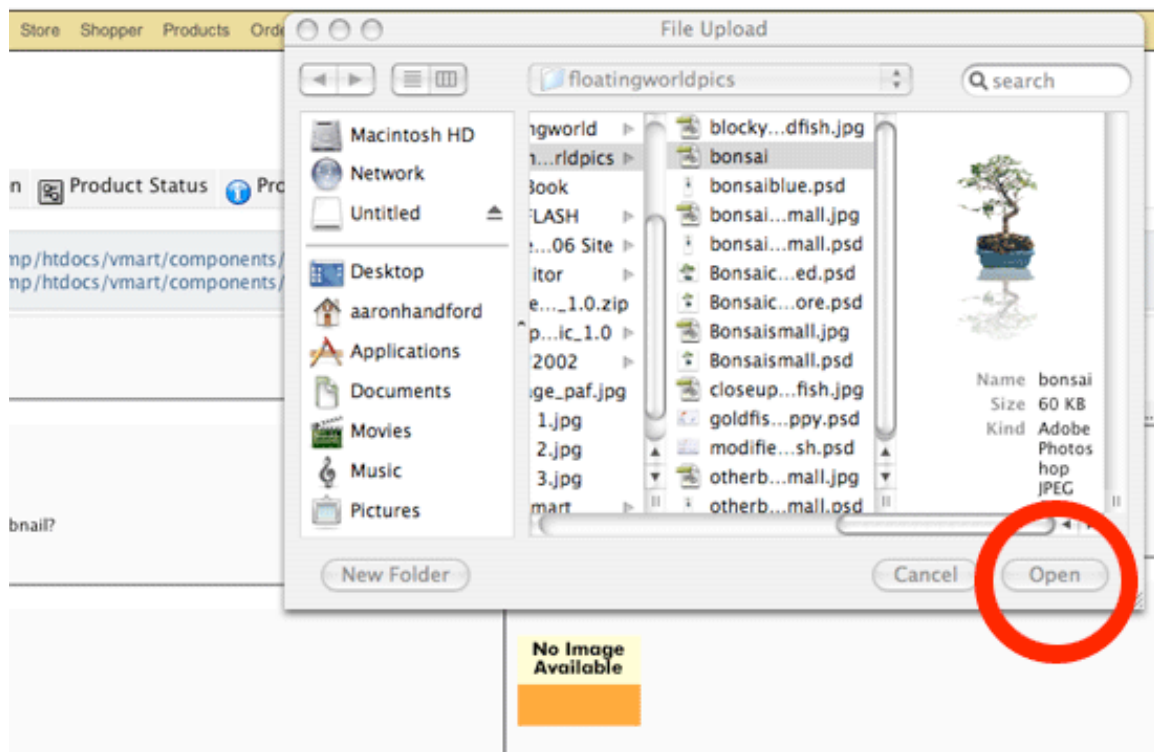 Store Shopper Products Orde
File Upload
floatingworldpics
search
Macintosh HD
Network
Untitled
Desktop
aaronhandford
Applications
Documents
Movies
Music
Pictures
ngworld
n...rldpics
Book
FLASH
e...06 Site
itor
e..._1.0.zip
p...ic_1.0
2002
ge_paf.jpg
1.jpg
2.jpg
3.jpg
mart
blocky...dfish.jpg
bonsai
bonsaiblue.psd
bonsai...mall.jpg
bonsai...mall.psd
Bonsaic...ed.psd
Bonsaic...ore.psd
Bonsaismall.jpg
Bonsaismall.psd
closeup...fish.jpg
goldfis...ppy.psd
modifie...sh.psd
otherb...mall.jpg
otherb...mall.psd
Name bonsai
Size 60 KB
Kind Adobe
Photos
hop
JPEG
New Folder
Cancel
Open
n Product Status Pro
mp/htdocs/vmart/components/
mp/htdocs/vmart/components/
bnail?
No Image
Available